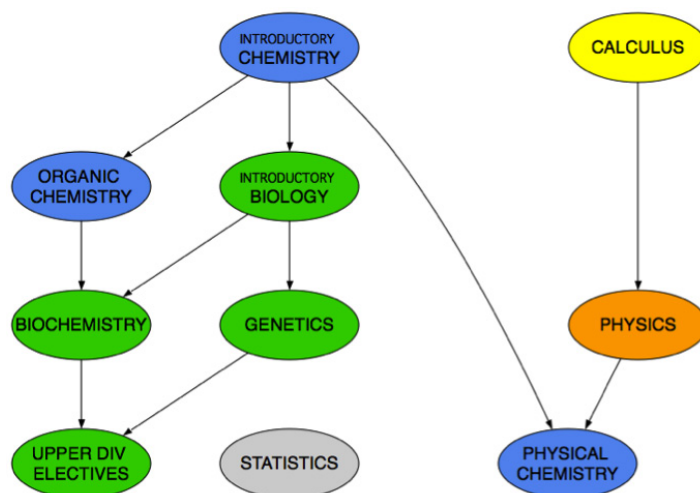 INTRODUCTORY
CHEMISTRY
CALCULUS
ORGANIC
CHEMISTRY
INTRODUCTORY
BIOLOGY
BIOCHEMISTRY
GENETICS
PHYSICS
UPPER DIV
ELECTIVES
STATISTICS
PHYSICAL
CHEMISTRY